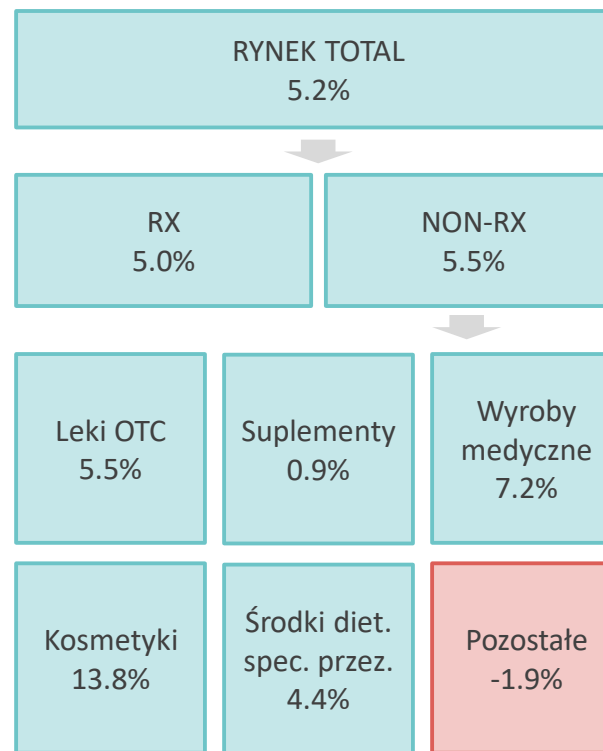 RYNEK TOTAL
5.2%
RX
5.0%
NON-RX
5.5%
Leki OTC
5.5%
Suplementy
0.9%
Wyroby
medyczne
7.2%
Kosmetyki
13.8%
Środki diet.
spec. przez.
4.4%
Pozostałe
-1.9%